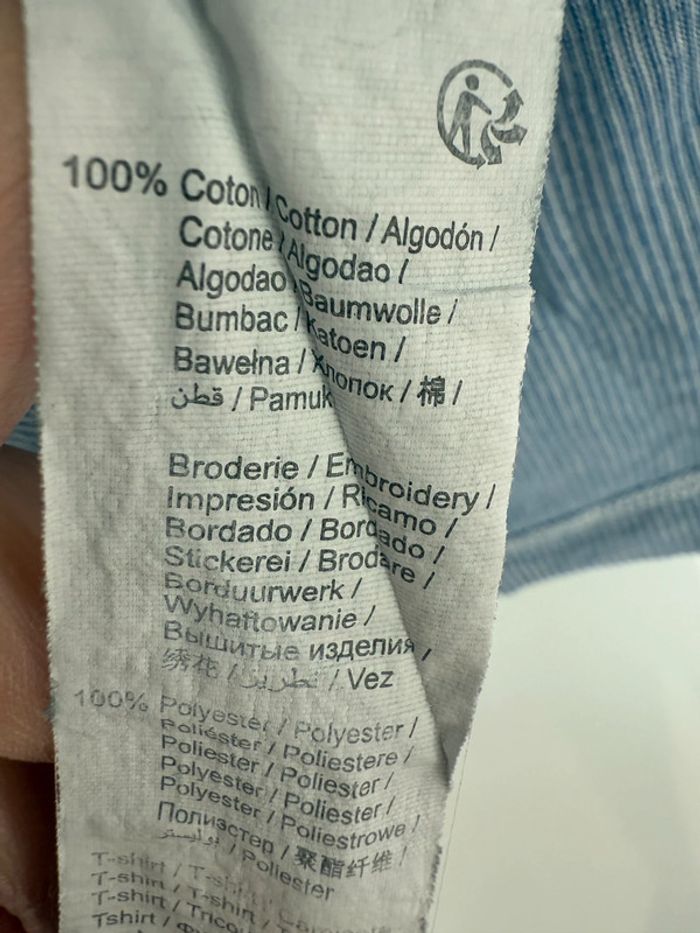 100% Coton / Cotton / Algodón /
Cotone / Algodao /
Algodao / Baumwolle /
Bumbac / Katoen /
Bawełna / Хлопок / 棉 /
قطن / Pamuk
Broderie / Embroidery /
Impresión / Ricamo /
Bordado / Bordado /
Stickerei / Brodare /
Borduurwerk /
Wyhaftowanie /
Вышитые изделия /
绣花 / تطريز / Vez
100% Polyester / Polyester /
Poliéster / Poliestere /
Poliester / Poliester /
Polyester / Poliester /
Polyester / Poliestrowe /
Полиэстер / 聚酯纤维 /
بوليستر / Poliester
T-shirt /
T-shirt / T-shirt /
T-shirt / Tricou
Tshirt /